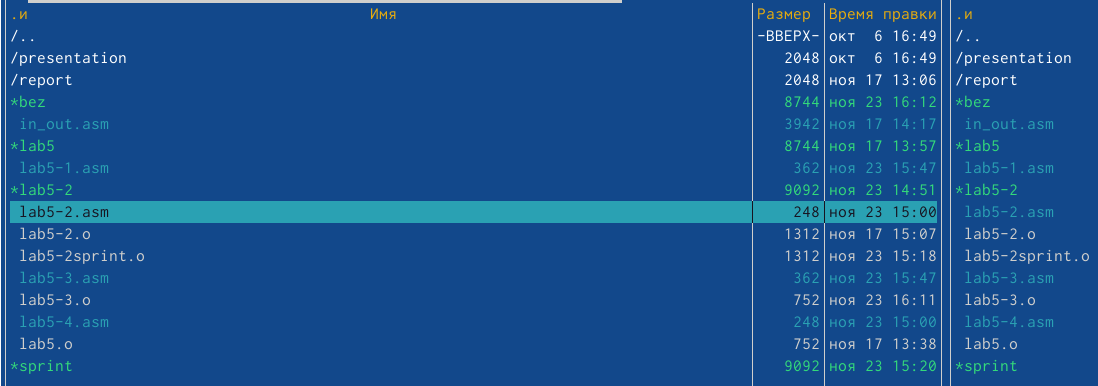 .и Имя Размер Время правки .и
/.. -ВВЕРХ- окт 6 16:49 /..
/presentation 2048 окт 6 16:49 /presentation
/report 2048 ноя 17 13:06 /report
*bez 8744 ноя 23 16:12 *bez
in_out.asm 3942 ноя 17 14:17 in_out.asm
*lab5 8744 ноя 17 13:57 *lab5
lab5-1.asm 362 ноя 23 15:47 lab5-1.asm
*lab5-2 9092 ноя 23 14:51 *lab5-2
lab5-2.asm 248 ноя 23 15:00 lab5-2.asm
lab5-2.o 1312 ноя 17 15:07 lab5-2.o
lab5-2sprint.o 1312 ноя 23 15:18 lab5-2sprint.o
lab5-3.asm 362 ноя 23 15:47 lab5-3.asm
lab5-3.o 752 ноя 23 16:11 lab5-3.o
lab5-4.asm 248 ноя 23 15:00 lab5-4.asm
lab5.o 752 ноя 17 13:38 lab5.o
*sprint 9092 ноя 23 15:20 *sprint